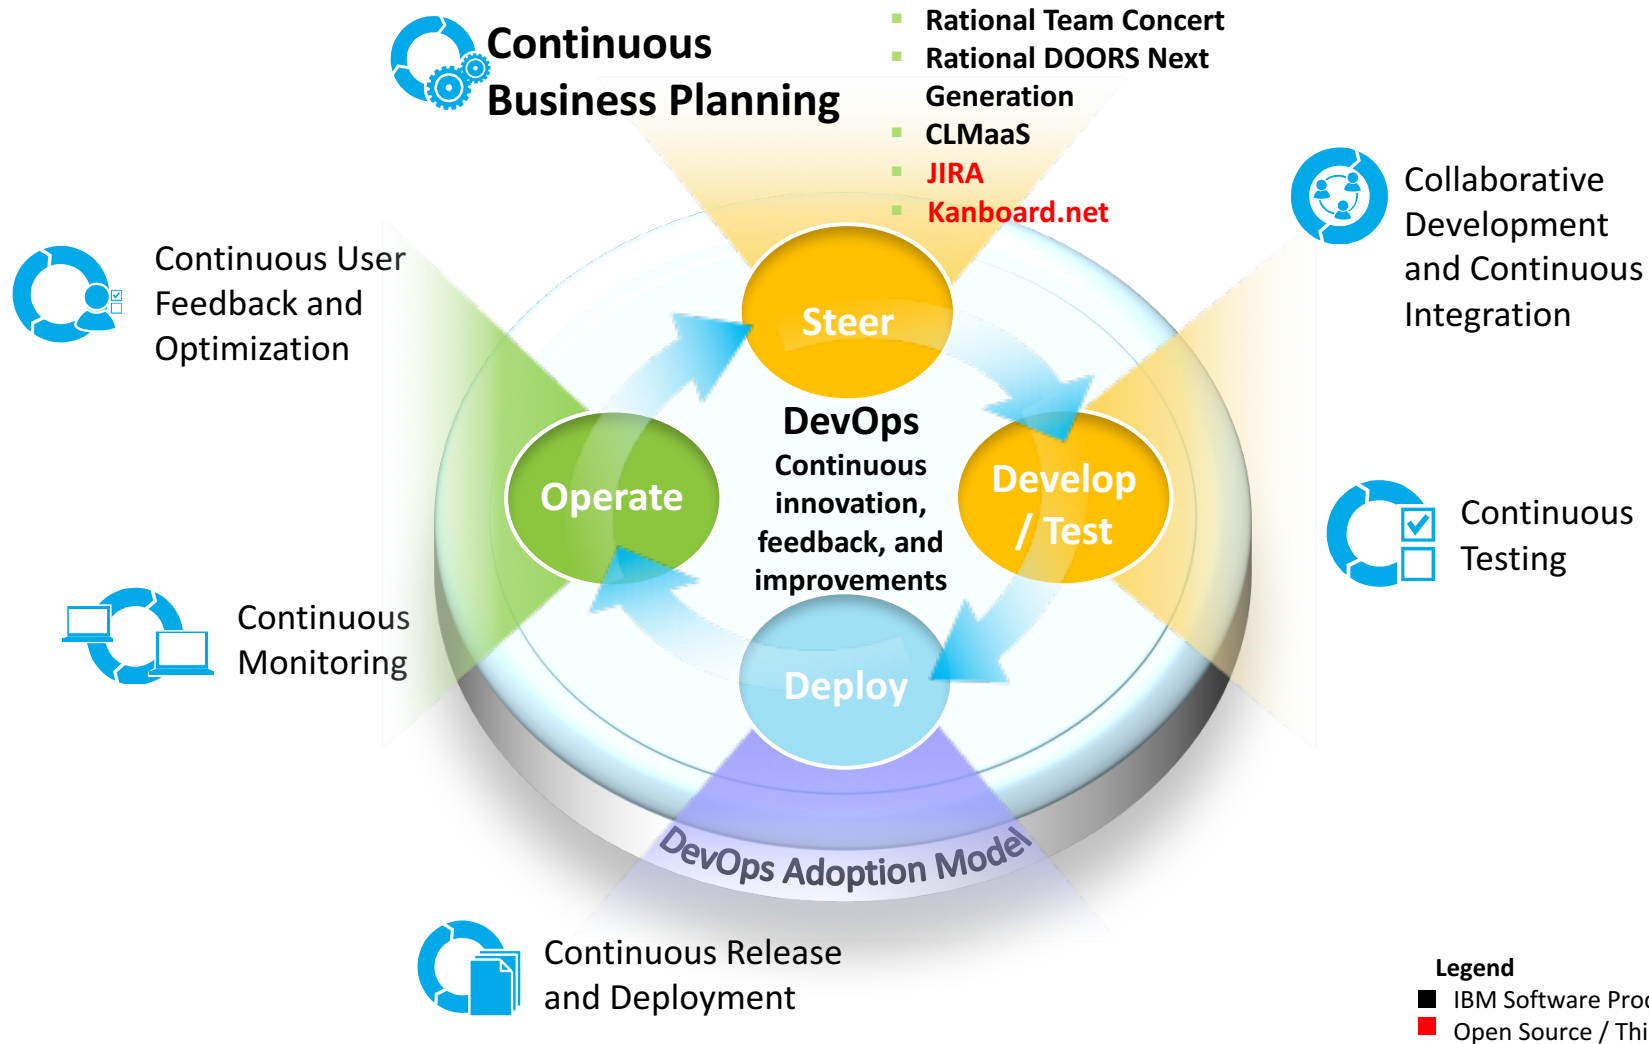 Continuous
Business Planning
Rational Team Concert
Rational DOORS Next
Generation
CLMaaS
JIRA
Kanboard.net
Collaborative
Development
and Continuous
Integration
Continuous User
Feedback and
Optimization
Steer
DevOps
Continuous
innovation,
feedback, and
improvements
Operate
Develop
/ Test
Continuous
Testing
Continuous
Monitoring
Deploy
DevOps Adoption Model
Continuous Release
and Deployment
Legend
IBM Software
Open Source /